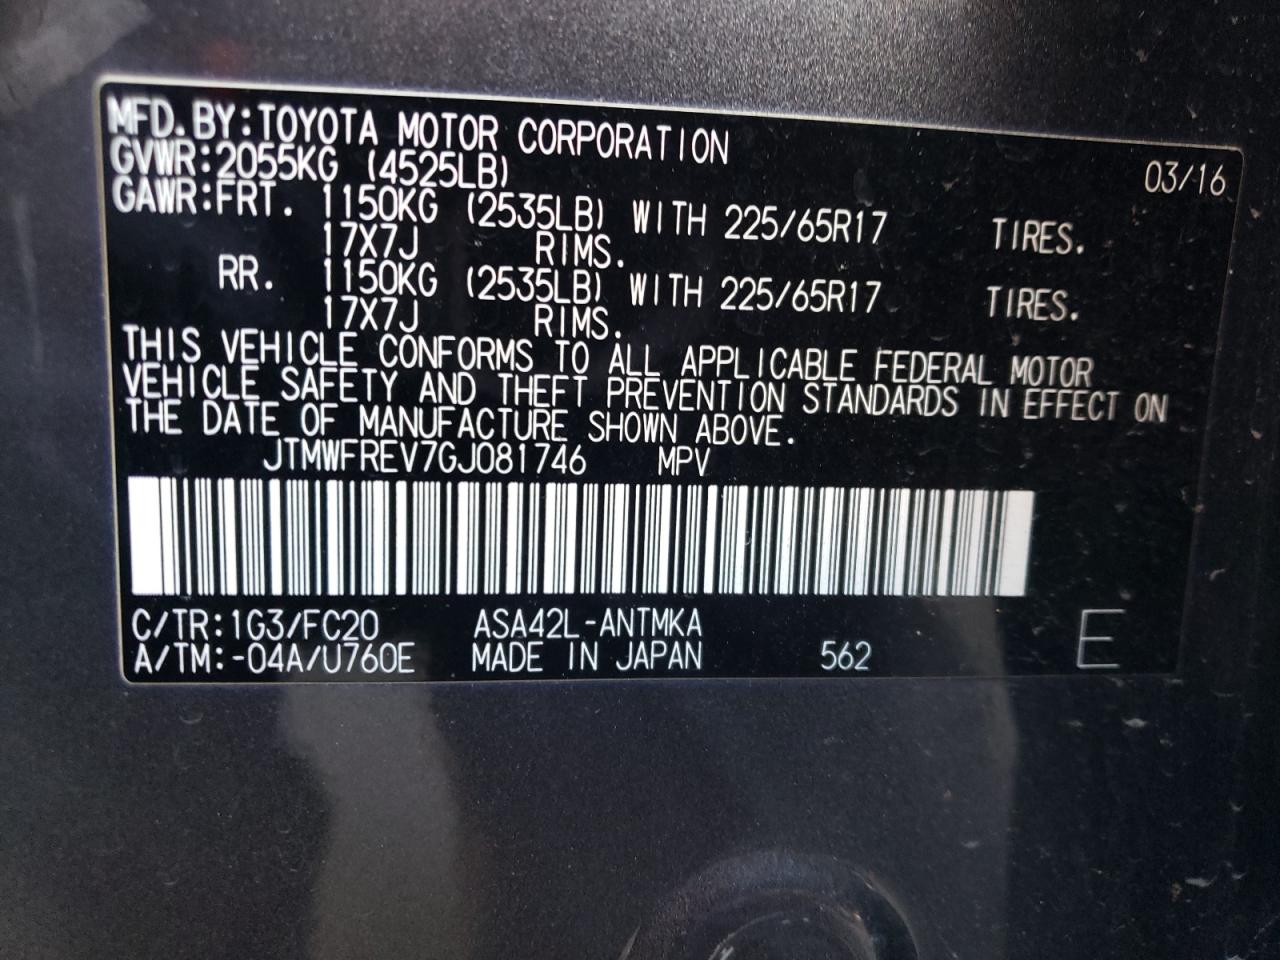 MFD.BY:TOYOTA MOTOR CORPORATION 03/16
GVWR:2055KG (4525LB)
GAWR:FRT. 1150KG (2535LB) WITH 225/65R17 TIRES.
17X7J RIMS.
RR. 1150KG (2535LB) WITH 225/65R17 TIRES.
17X7J RIMS.
THIS VEHICLE CONFORMS TO ALL APPLICABLE FEDERAL MOTOR
VEHICLE SAFETY AND THEFT PREVENTION STANDARDS IN EFFECT ON
THE DATE OF MANUFACTURE SHOWN ABOVE.
JTMWFREV7GJ081746 MPV
C/TR:1G3/FC20 ASA42L-ANTMKA
A/TM:-04A/U760E MADE IN JAPAN 562 E